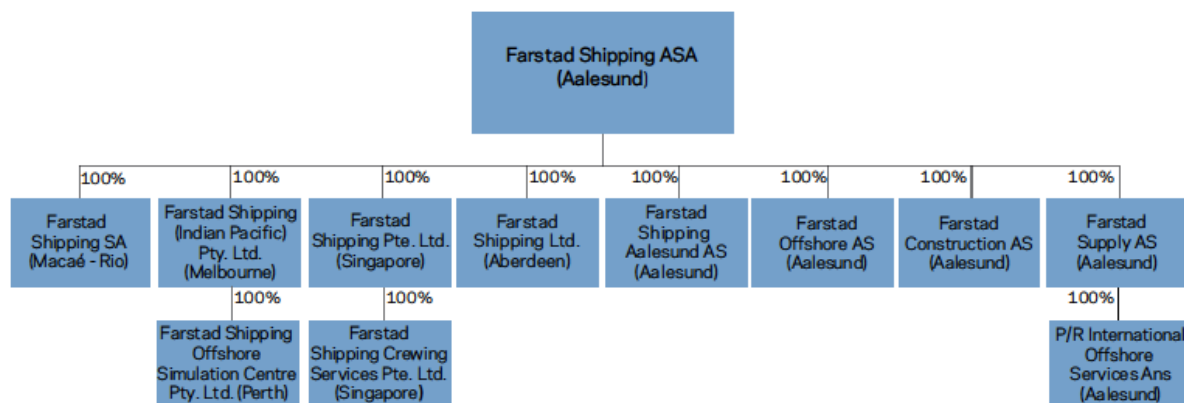 Farstad Shipping ASA
(Aalesund)
100%
100%
100%
100%
100%
100%
100%
100%
Farstad
Shipping SA
(Macaé - Rio)
Farstad Shipping
(Indian Pacific)
Pty. Ltd.
(Melbourne)
Farstad
Shipping Pte. Ltd.
(Singapore)
Farstad
Shipping Ltd.
(Aberdeen)
Farstad
Shipping
Aalesund AS
(Aalesund)
Farstad
Offshore AS
(Aalesund)
Farstad
Construction AS
(Aalesund)
Farstad
Supply AS
(Aalesund)
100%
100%
100%
Farstad Shipping
Offshore
Simulation Centre
Pty. Ltd. (Perth)
Farstad
Shipping Crewing
Services Pte. Ltd.
(Singapore)
P/R International
Offshore
Services Ans
(Aalesund)